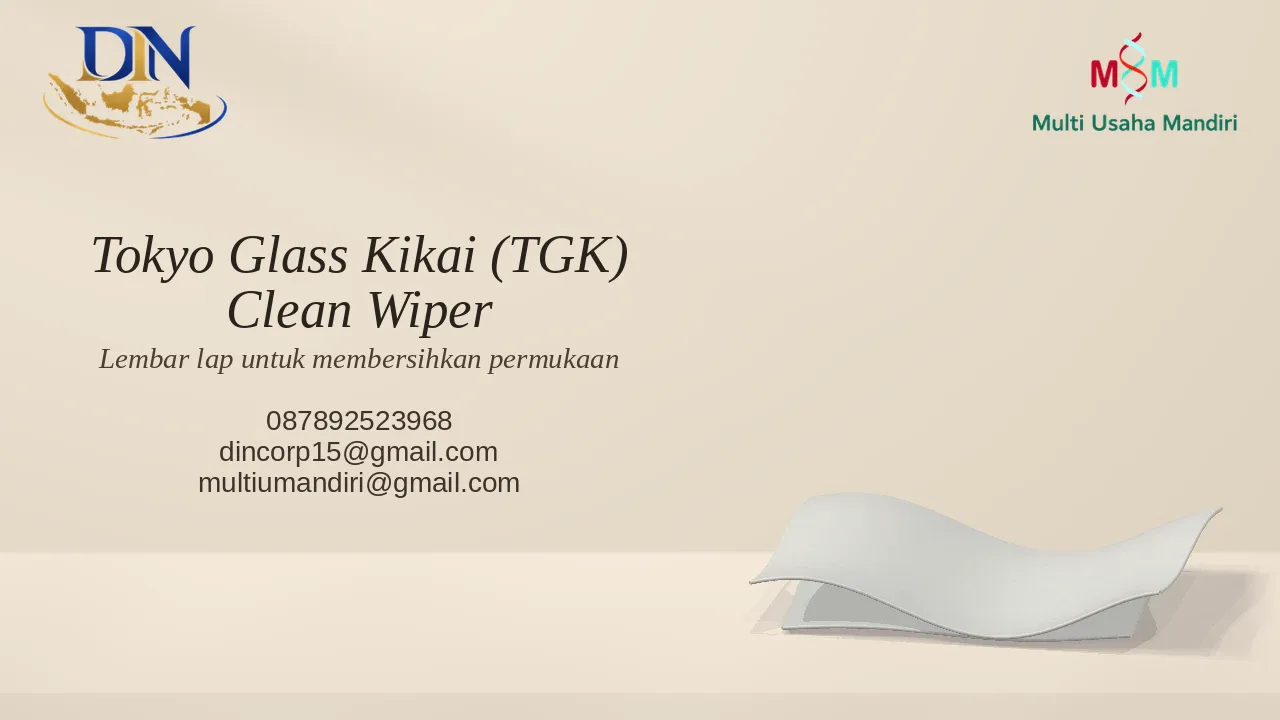 DIN
MSM
Multi Usaha Mandiri
Tokyo Glass Kikai (TGK)
Clean Wiper
Lembar lap untuk membersihkan permukaan
087892523968
dincorp15@gmail.com
multiumandiri@gmail.com